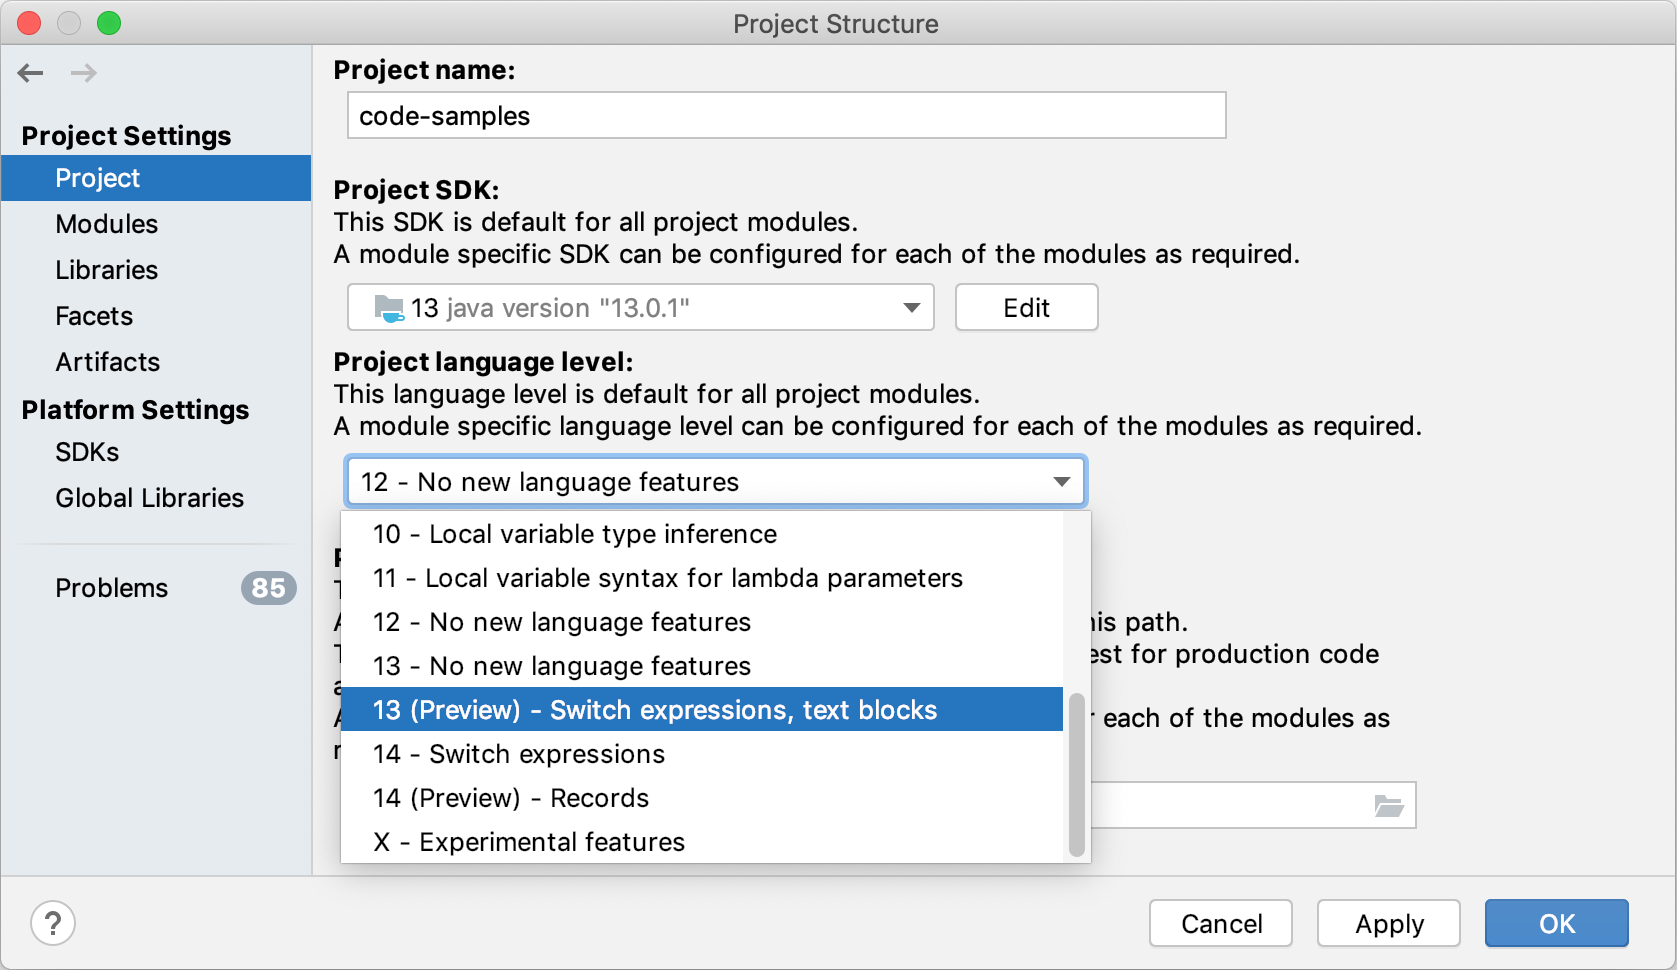 Project Structure
Project Settings
Project
Modules
Libraries
Facets
Artifacts
Platform Settings
SDKs
Global Libraries
Problems 85
Project name:
code-samples
Project SDK:
This SDK is default for all project modules.
A module specific SDK can be configured for each of the modules as required.
13 java version "13.0.1" Edit
Project language level:
This language level is default for all project modules.
A module specific language level can be configured for each of the modules as required.
12 - No new language features
10 - Local variable type inference
11 - Local variable syntax for lambda parameters
12 - No new language features
13 - No new language features
13 (Preview) - Switch expressions, text blocks
14 - Switch expressions
14 (Preview) - Records
X - Experimental features
path.
for production code
each of the modules as
? Cancel Apply OK